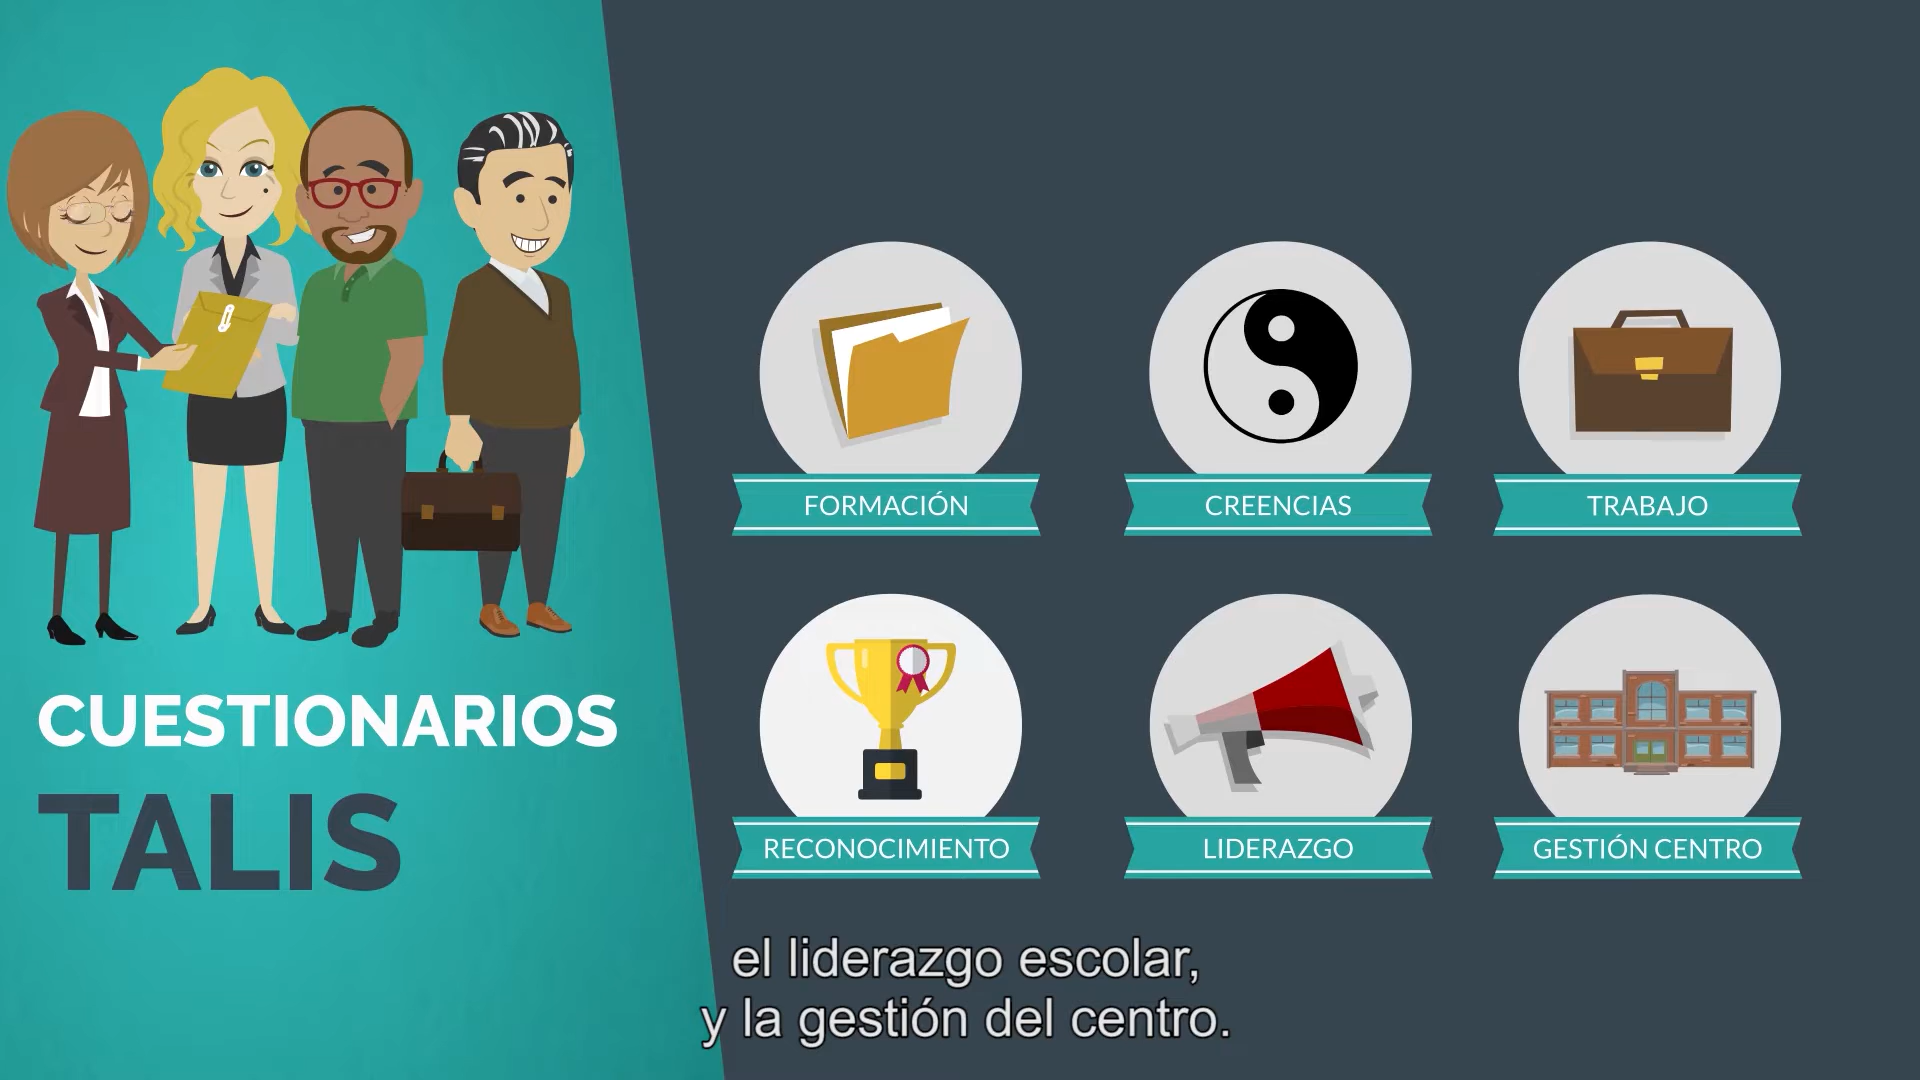 CUESTIONARIOS
TALIS
FORMACIÓN
CREENCIAS
TRABAJO
RECONOCIMIENTO
LIDERAZGO
GESTIÓN CENTRO
el liderazgo escolar,
y la gestión del centro.